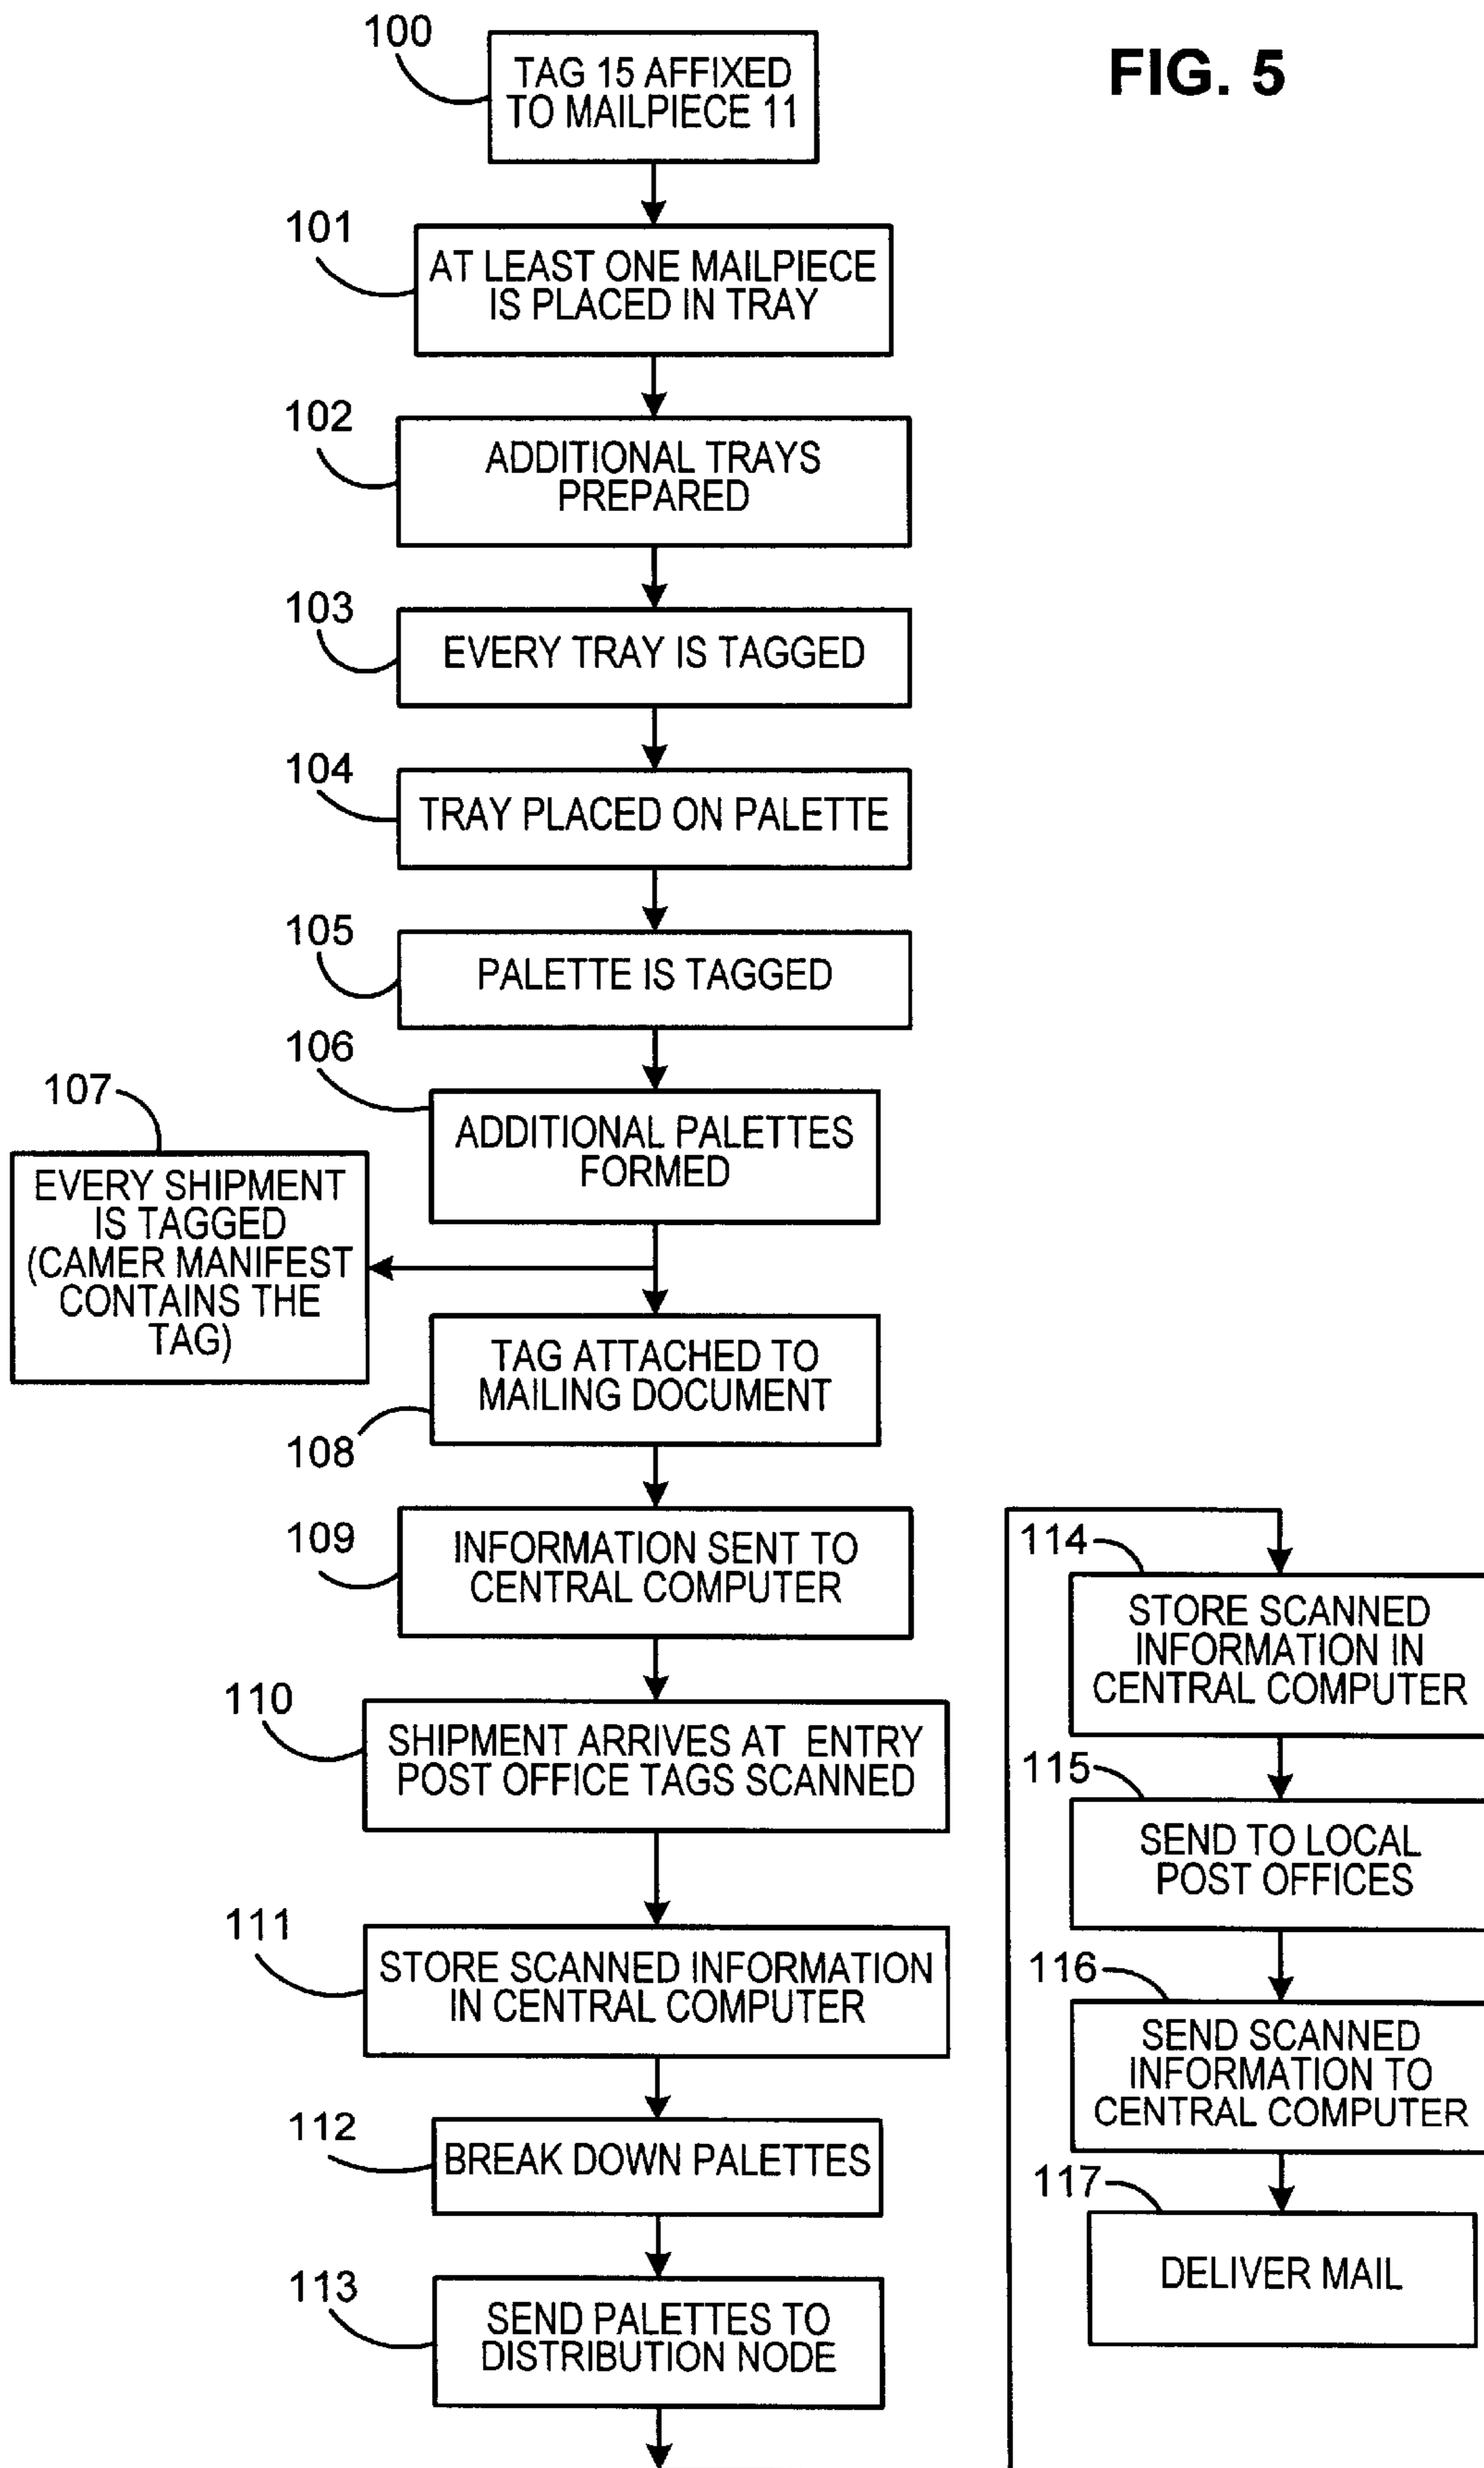 FIG. 5
100
TAG 15 AFFIXED
TO MAILPIECE 11
101
AT LEAST ONE MAILPIECE
IS PLACED IN TRAY
102
ADDITIONAL TRAYS
PREPARED
103
EVERY TRAY IS TAGGED
104
TRAY PLACED ON PALETTE
105
PALETTE IS TAGGED
106
ADDITIONAL PALETTES
FORMED
107
EVERY SHIPMENT
IS TAGGED
(CAMER MANIFEST
CONTAINS THE
TAG)
TAG ATTACHED TO
MAILING DOCUMENT
108
109
INFORMATION SENT TO
CENTRAL COMPUTER
110
SHIPMENT ARRIVES AT ENTRY
POST OFFICE TAGS SCANNED
111
STORE SCANNED INFORMATION
IN CENTRAL COMPUTER
112
BREAK DOWN PALETTES
113
SEND PALETTES TO
DISTRIBUTION NODE
114
STORE SCANNED
INFORMATION IN
CENTRAL COMPUTER
115
SEND TO LOCAL
POST OFFICES
116
SEND SCANNED
INFORMATION TO
CENTRAL COMPUTER
117
DELIVER MAIL